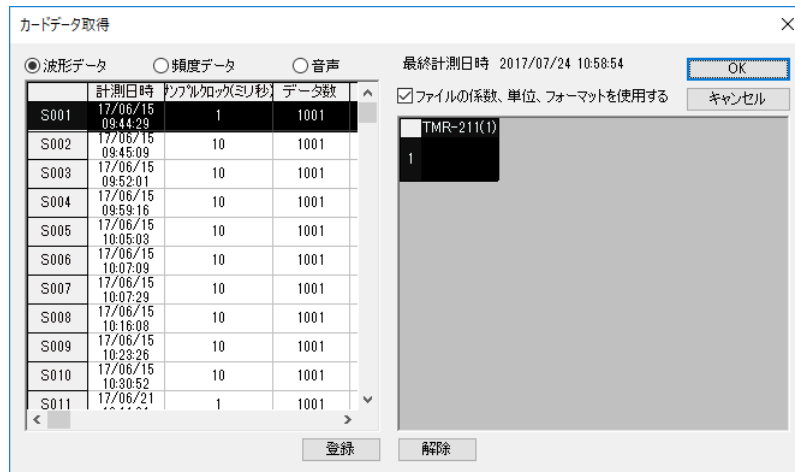 カードデータ取得
波形データ 頻度データ 音声 最終計測日時 2017/07/24 10:58:54 OK
ファイルの係数、単位、フォーマットを使用する キャンセル
計測日時 ｻﾝﾌﾟﾙｸﾛｯｸ(ミリ秒) データ数
S001 17/06/15 09:44:29 1 1001
S002 17/06/15 09:45:09 10 1001
S003 17/06/15 09:52:01 10 1001
S004 17/06/15 09:59:16 10 1001
S005 17/06/15 10:05:03 10 1001
S006 17/06/15 10:07:09 10 1001
S007 17/06/15 10:07:29 10 1001
S008 17/06/15 10:16:08 10 1001
S009 17/06/15 10:23:26 10 1001
S010 17/06/15 10:30:52 10 1001
S011 17/06/21 1 1001
TMR-211(1)
1
登録 解除